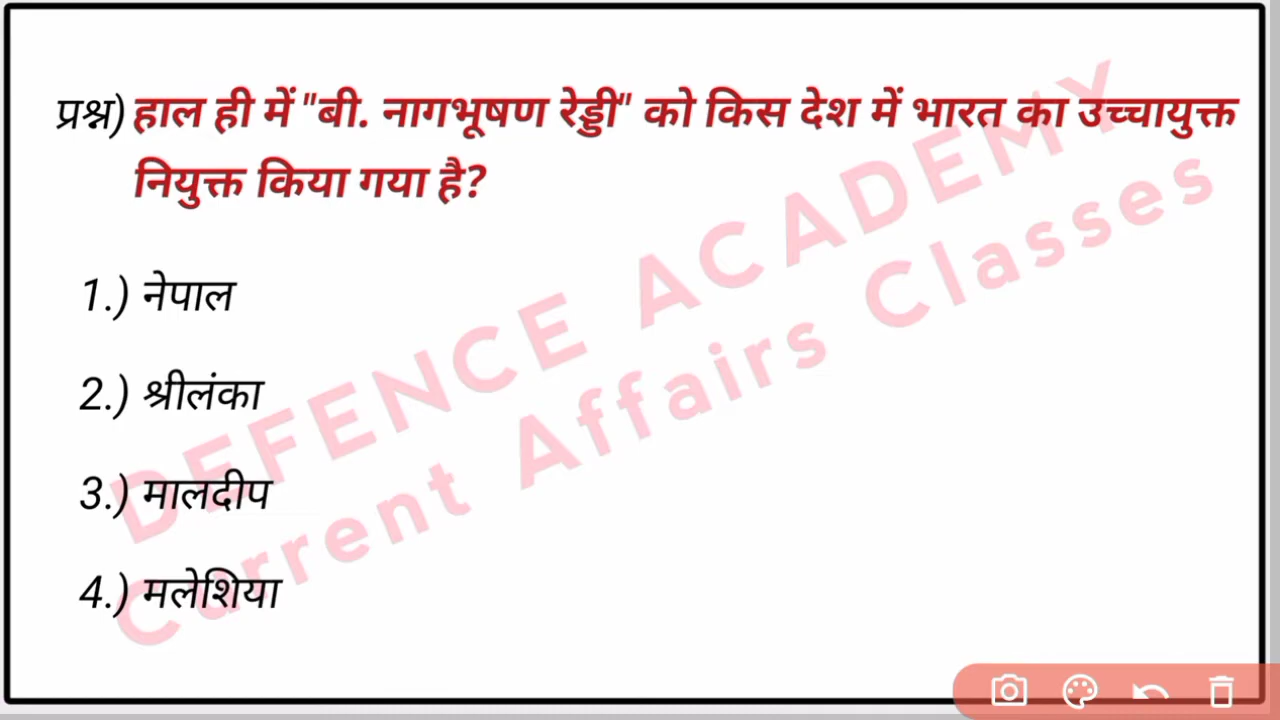 प्रश्न) हाल ही में "बी. नागभूषण रेड्डी" को किस देश में भारत का उच्चायुक्त
नियुक्त किया गया है?
1.) नेपाल
2.) श्रीलंका
3.) मालदीप
4.) मलेशिया
DEFENCE ACADEMY
Current Affairs Classes